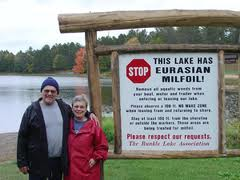 THIS LAKE HAS
STOP
EURASIAN
MILFOIL!
Remove all aquatic weeds from
your boat, motor and trailer when
entering or leaving our lake.
Please observe a 100 ft. NO WAKE ZONE
when leaving from and returning to shore.
Stay at least 100 ft. from the
shoreline or the markers. These areas are
being treated for milfoil.
Please respect our requests.
Lake Association